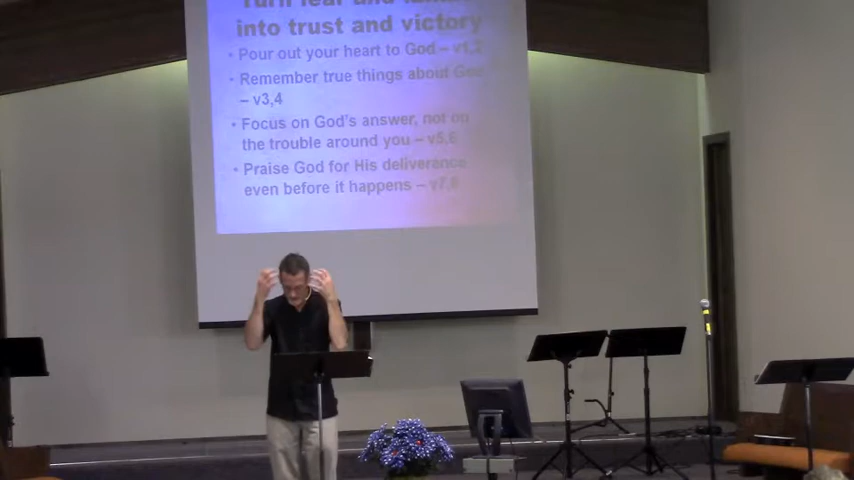 into trust and victory
• Pour out your heart to God – v1,2
• Remember true things about God
– v3,4
• Focus on God's answer, not on
the trouble around you – v5,6
• Praise God for His deliverance
even before it happens – v7,8